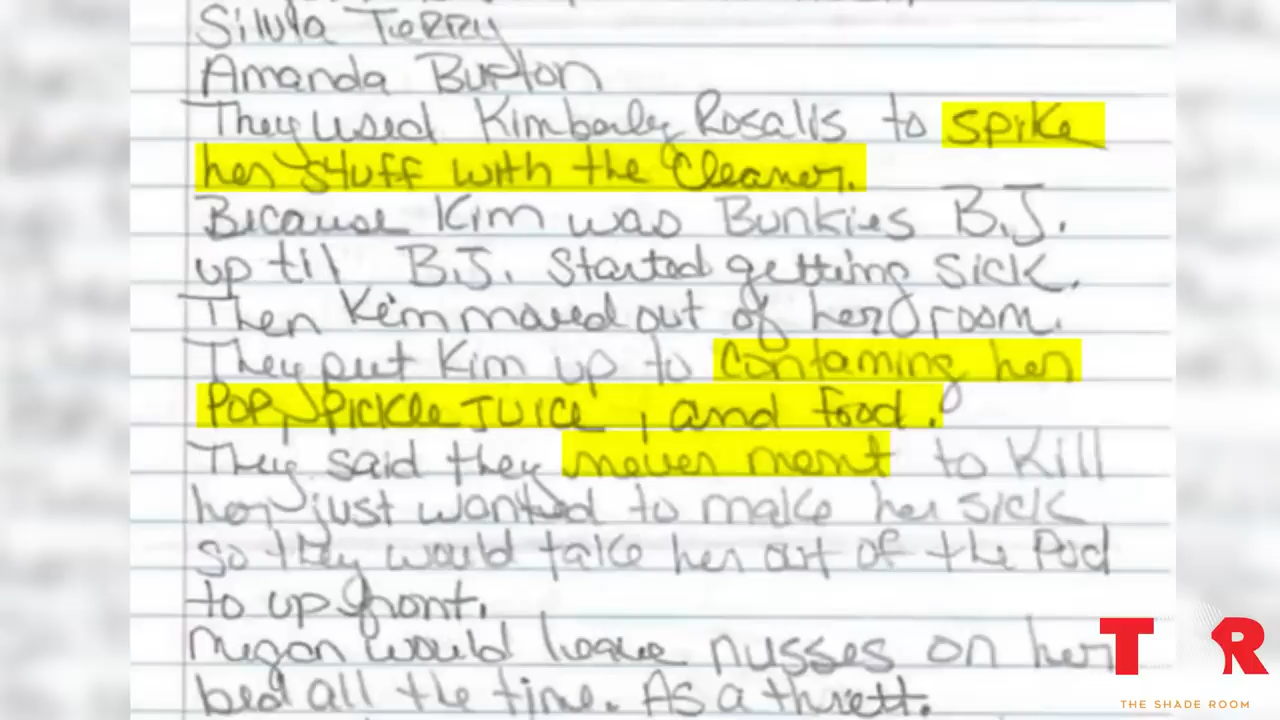 Silvia Terry
Amanda Burton
They used Kimberly Rosalis to spike
her stuff with the Cleaner.
Because Kim was Bunkies B.J.
up til B.J. Started getting sick.
Then Kim moved out of her room.
They put Kim up to contaming her
POP, PICKLE JUICE, and food.
They said they never ment to Kill
her just wanted to make her sick
so they would take her out of the Pod
to up front.
Megan would leave nusses on her
bed all the time. As a thrett.
T R
THE SHADE ROOM